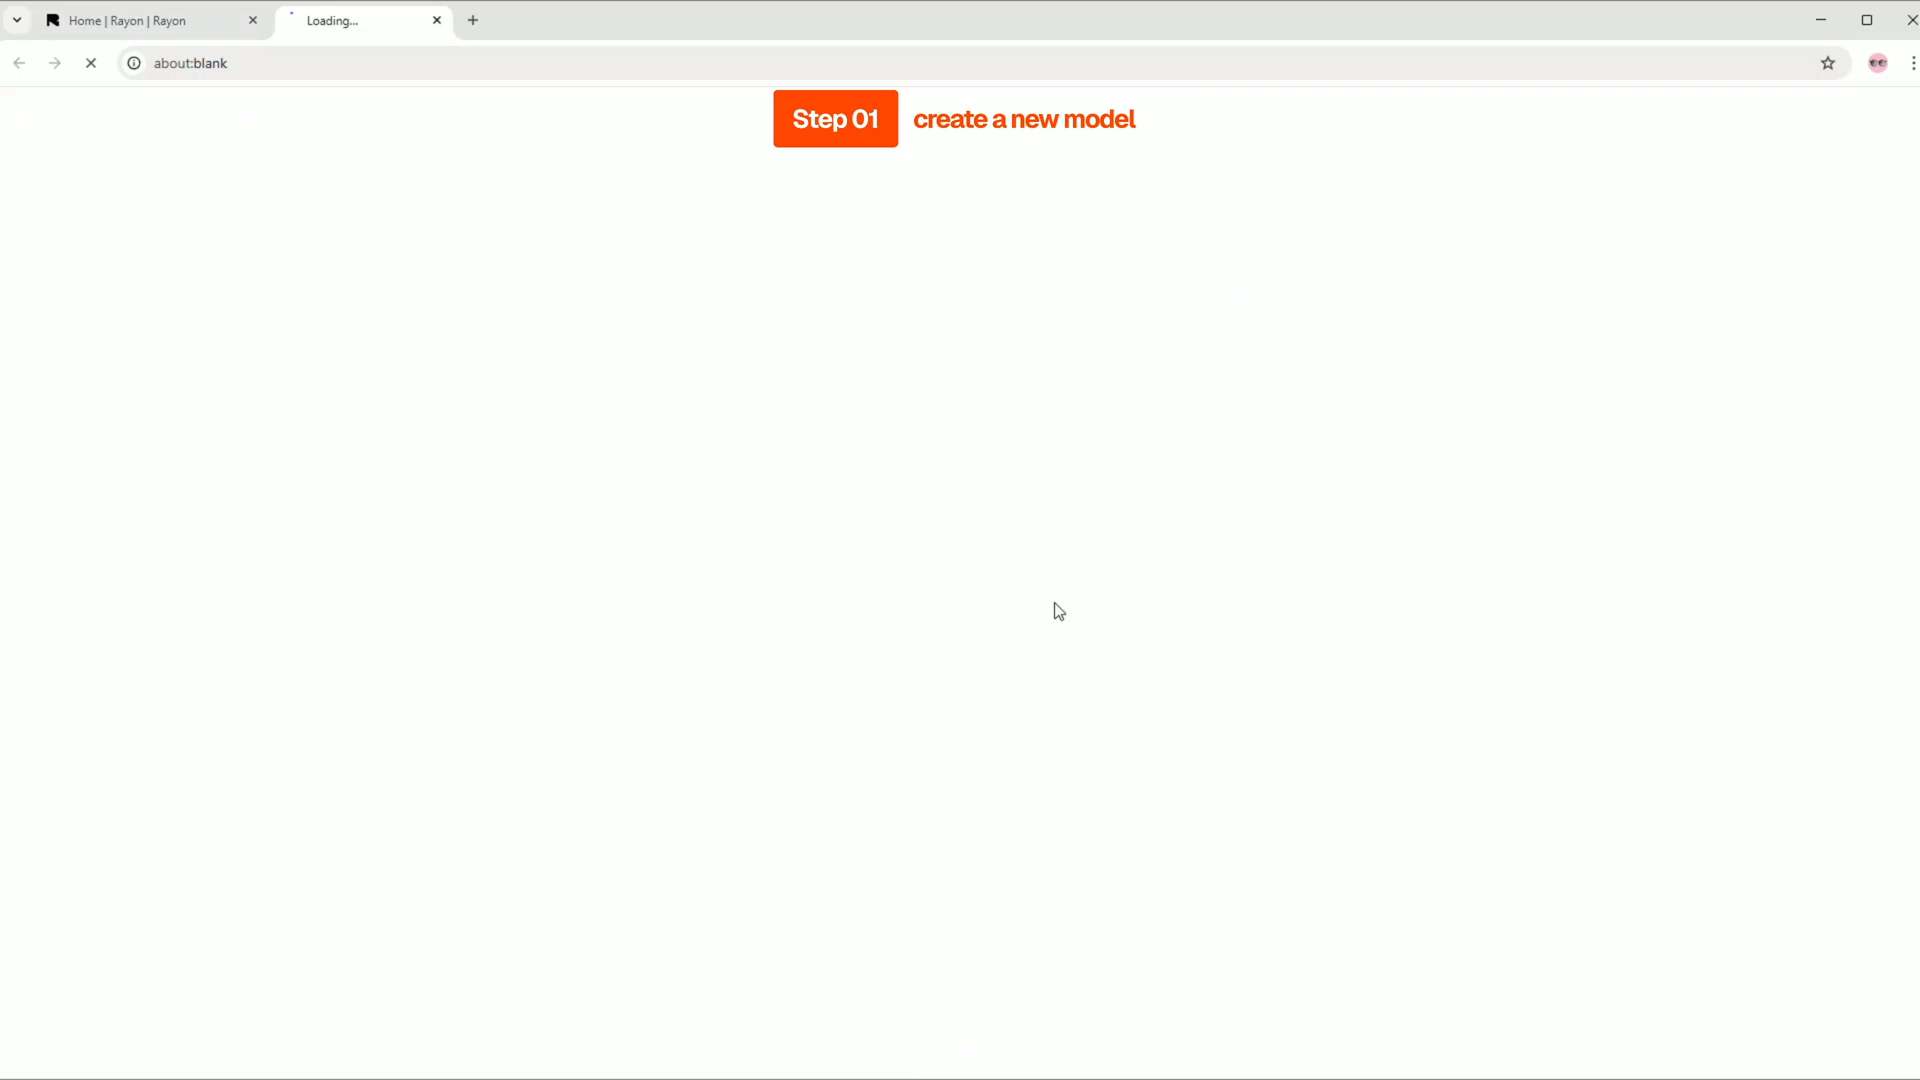 Home | Rayon | Rayon
Loading...
about:blank
Step 01 create a new model